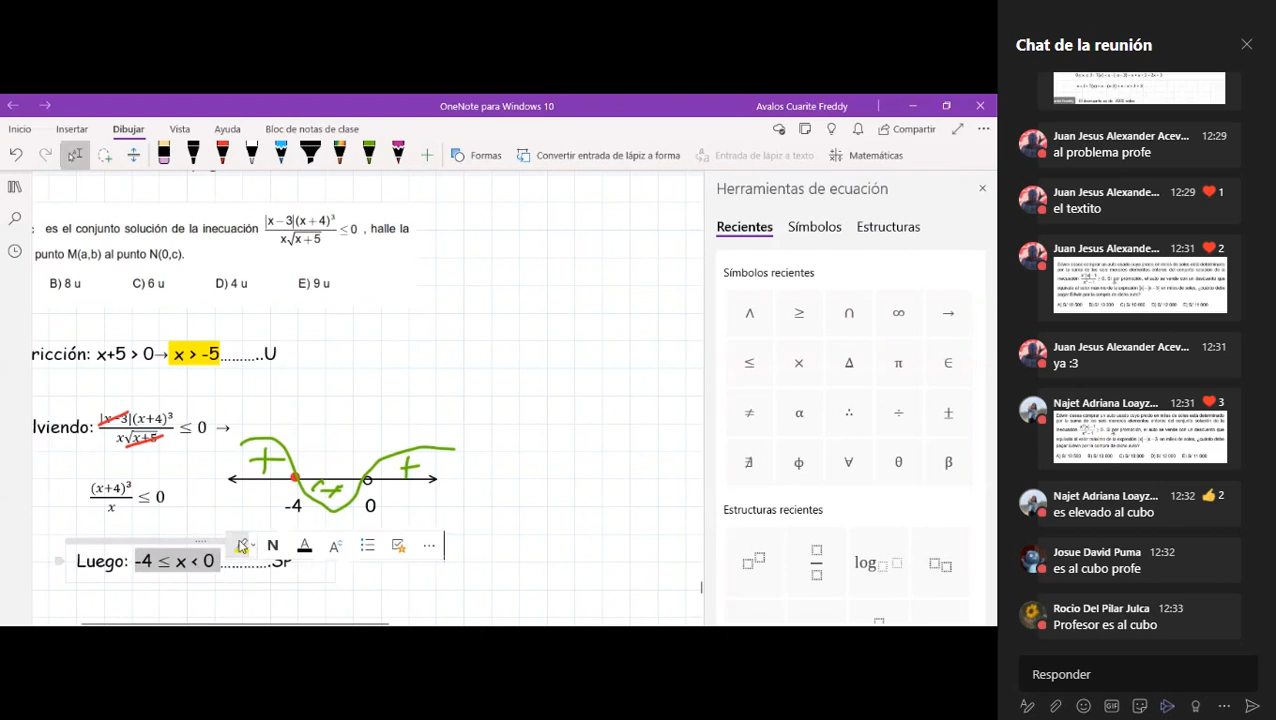 Chat de la reunión
OneNote para Windows 10
Avalos Cuarite Freddy
Inicio Insertar Dibujar Vista Ayuda Bloc de notas de clase
Compartir
Formas Convertir entrada de lápiz a forma Entrada de lápiz a texto Matemáticas
es el conjunto solución de la inecuación |x−3|(x+4)³ / x√x+5 ≤ 0 , halle la
punto M(a,b) al punto N(0,c).
B) 8 u C) 6 u D) 4 u E) 9 u
ricción: x+5 > 0→ x > -5...........U
lviendo: |x−3|(x+4)³ / x√x+5 ≤ 0 →
+ +
-4 0
(x+4)³ / x ≤ 0
N A
Luego: -4 ≤ x < 0..............SP
Herramientas de ecuación
Recientes Símbolos Estructuras
Símbolos recientes
∧ ≥ ∩ ∞ →
≤ × Δ π ∈
≠ α ∴ ÷ ±
∄ ϕ ∀ θ β
Estructuras recientes
log
Juan Jesus Alexander Acev... 12:29
al problema profe
Juan Jesus Alexande... 12:29 1
el textito
Juan Jesus Alexande... 12:31 2
Juan Jesus Alexander Acev... 12:31
ya :3
Najet Adriana Loayz... 12:31 3
Najet Adriana Loayz... 12:32 2
es elevado al cubo
Josue David Puma 12:32
es al cubo profe
Rocio Del Pilar Julca 12:33
Profesor es al cubo
Responder